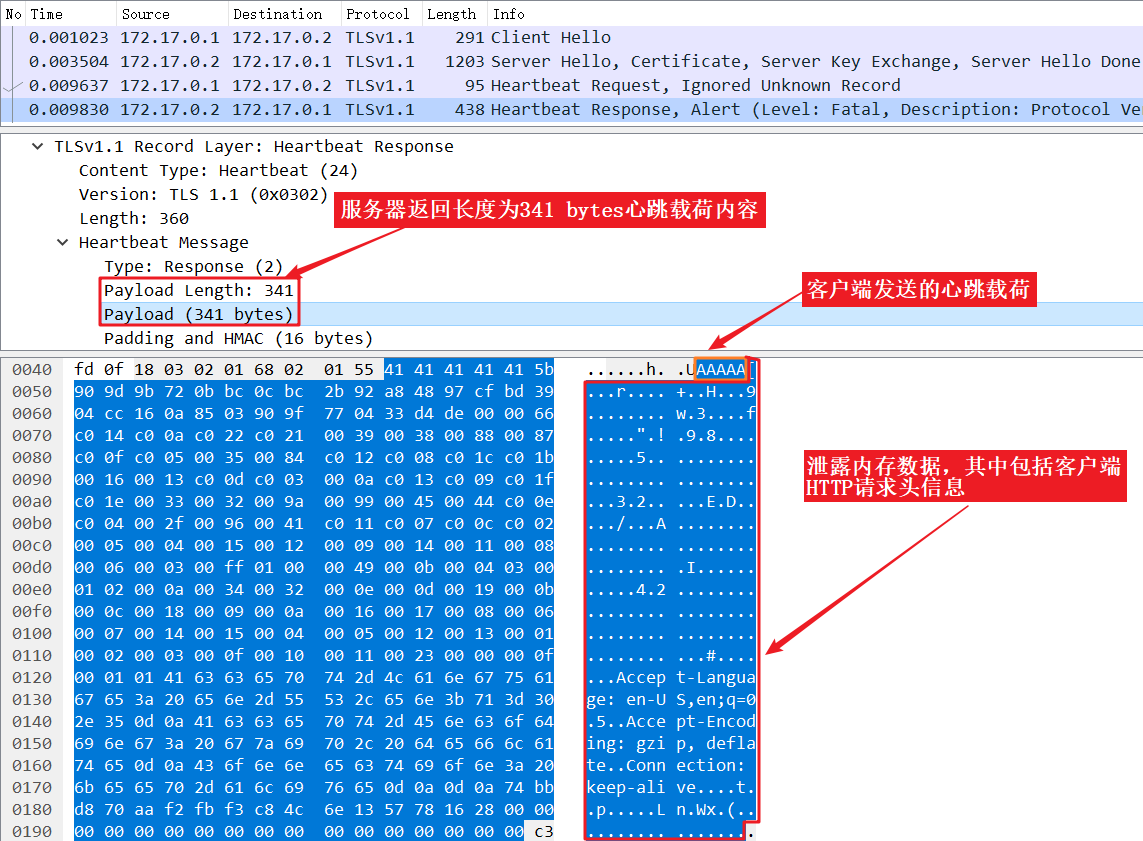 No Time Source Destination Protocol Length Info
0.001023 172.17.0.1 172.17.0.2 TLSv1.1 291 Client Hello
0.003504 172.17.0.2 172.17.0.1 TLSv1.1 1203 Server Hello, Certificate, Server Key Exchange, Server Hello Done
0.009637 172.17.0.1 172.17.0.2 TLSv1.1 95 Heartbeat Request, Ignored Unknown Record
0.009830 172.17.0.2 172.17.0.1 TLSv1.1 438 Heartbeat Response, Alert (Level: Fatal, Description: Protocol Ve
TLSv1.1 Record Layer: Heartbeat Response
Content Type: Heartbeat (24)
Version: TLS 1.1 (0x0302)
服务器返回长度为341 bytes心跳载荷内容
Length: 360
Heartbeat Message
Type: Response (2)
Payload Length: 341
客户端发送的心跳载荷
Payload (341 bytes)
Padding and HMAC (16 bytes)
0040 fd 0f 18 03 02 01 68 02 01 55 41 41 41 41 41 5b ......h. .UAAAAA[
0050 90 9d 9b 72 0b bc 0c bc 2b 92 a8 48 97 cf bd 39 ...r.... +..H...9
0060 04 cc 16 0a 85 03 90 9f 77 04 33 d4 de 00 00 66 ........ w.3....f
0070 c0 14 c0 0a c0 22 c0 21 00 39 00 38 00 88 00 87 .....".! .9.8....
0080 c0 0f c0 05 00 35 00 84 c0 12 c0 08 c0 1c c0 1b .....5.. ........
0090 00 16 00 13 c0 0d c0 03 00 0a c0 13 c0 09 c0 1f ........ ........
00a0 c0 1e 00 33 00 32 00 9a 00 99 00 45 00 44 c0 0e ...3.2.. ...E.D..
00b0 c0 04 00 2f 00 96 00 41 c0 11 c0 07 c0 0c c0 02 .../...A ........
00c0 00 05 00 04 00 15 00 12 00 09 00 14 00 11 00 08 ........ ........
00d0 00 06 00 03 00 ff 01 00 00 49 00 0b 00 04 03 00 ........ .I......
00e0 01 02 00 0a 00 34 00 32 00 0e 00 0d 00 19 00 0b .....4.2 ........
00f0 00 0c 00 18 00 09 00 0a 00 16 00 17 00 08 00 06 ........ ........
0100 00 07 00 14 00 15 00 04 00 05 00 12 00 13 00 01 ........ ........
0110 00 02 00 03 00 0f 00 10 00 11 00 23 00 00 00 0f ........ ...#....
0120 00 01 01 41 63 63 65 70 74 2d 4c 61 6e 67 75 61 ...Accep t-Langua
0130 67 65 3a 20 65 6e 2d 55 53 2c 65 6e 3b 71 3d 30 ge: en-U S,en;q=0
0140 2e 35 0d 0a 41 63 63 65 70 74 2d 45 6e 63 6f 64 .5..Acce pt-Encod
0150 69 6e 67 3a 20 67 7a 69 70 2c 20 64 65 66 6c 61 ing: gzi p, defla
0160 74 65 0d 0a 43 6f 6e 6e 65 63 74 69 6f 6e 3a 20 te..Conn ection:
0170 6b 65 65 70 2d 61 6c 69 76 65 0d 0a 0d 0a 74 bb keep-ali ve....t.
0180 d8 70 aa f2 fb f3 c8 4c 6e 13 57 78 16 28 00 00 .p.....L n.Wx.(..
0190 00 00 00 00 00 00 00 00 00 00 00 00 00 00 00 c3 ........ ........
泄露内存数据，其中包括客户端
HTTP请求头信息